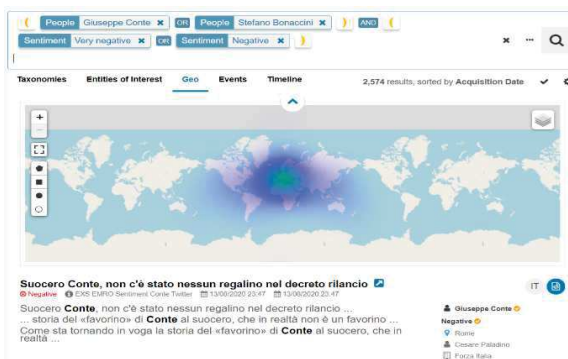 ( People Giuseppe Conte × OR People Stefano Bonaccini × ) AND (
Sentiment Very negative × OR Sentiment Negative × )
Taxonomies Entities of Interest Geo Events Timeline 2,574 results, sorted by Acquisition Date
Suocero Conte, non c'è stato nessun regalino nel decreto rilancio
Negative EXS EMRO Sentiment Conte Twitter 13/06/2020 23.47 13/06/2020 23.47
IT
Suocero Conte, non c'è stato nessun regalino nel decreto rilancio ...
... storia del «favorino» di Conte al suocero, che in realtà non è un favorino ...
Come sta tornando in voga la storia del «favorino» di Conte al suocero, che in
realtà ...
Giuseppe Conte
Negative
Rome
Cesare Paladino
Forza Italia